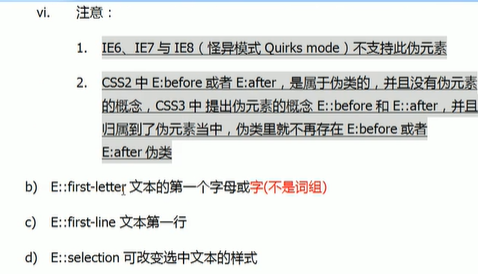 vi. 注意：
1. IE6、IE7 与 IE8（怪异模式 Quirks mode）不支持此伪元素
2. CSS2 中 E:before 或者 E:after，是属于伪类的，并且没有伪元素
的概念，CSS3 中 提出伪元素的概念 E::before 和 E::after，并且
归属到了伪元素当中，伪类里就不再存在 E:before 或者
E:after 伪类
b) E::first-letter 文本的第一个字母或字(不是词组)
c) E::first-line 文本第一行
d) E::selection 可改变选中文本的样式